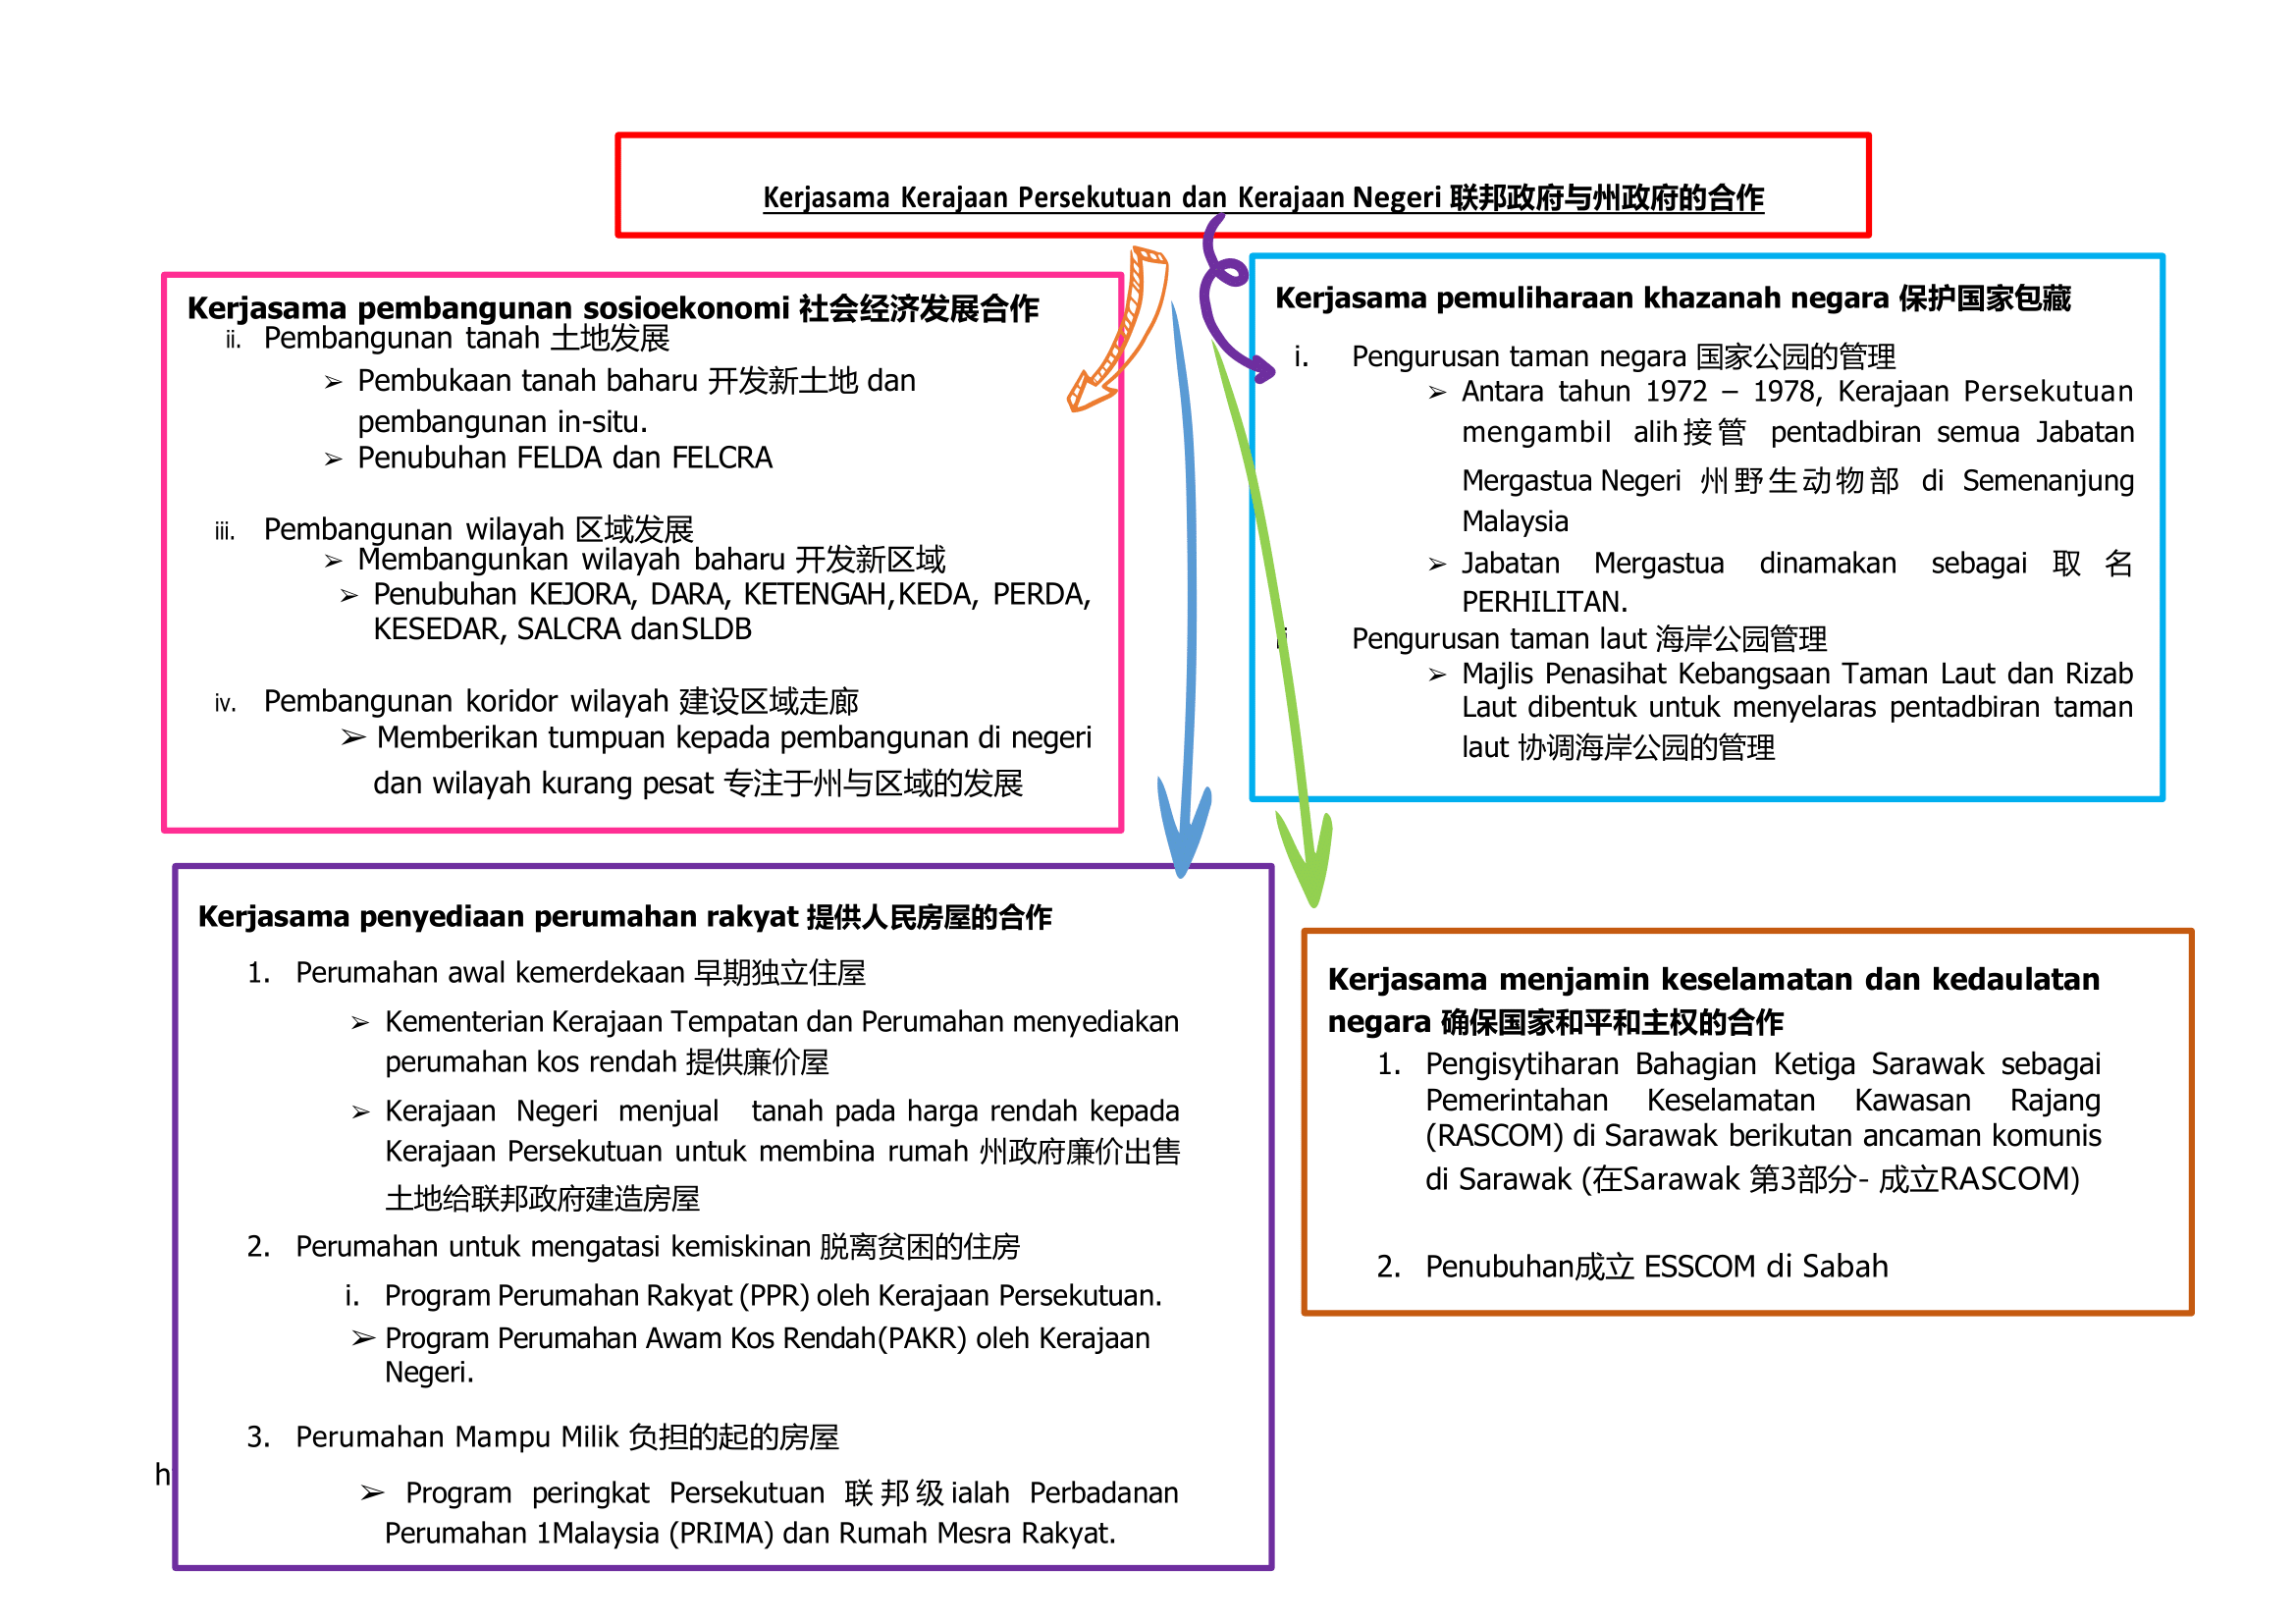 Kerjasama Kerajaan Persekutuan dan Kerajaan Negeri 联邦政府与州政府的合作
Kerjasama pembangunan sosioekonomi 社会经济发展合作
ii. Pembangunan tanah 土地发展
➢ Pembukaan tanah baharu 开发新土地 dan
pembangunan in-situ.
➢ Penubuhan FELDA dan FELCRA
iii. Pembangunan wilayah 区域发展
➢ Membangunkan wilayah baharu 开发新区域
➢ Penubuhan KEJORA, DARA, KETENGAH,KEDA, PERDA,
KESEDAR, SALCRA dan SLDB
iv. Pembangunan koridor wilayah 建设区域走廊
➢ Memberikan tumpuan kepada pembangunan di negeri
dan wilayah kurang pesat 专注于州与区域的发展
Kerjasama pemuliharaan khazanah negara 保护国家包藏
i. Pengurusan taman negara 国家公园的管理
➢ Antara tahun 1972 – 1978, Kerajaan Persekutuan
mengambil alih接管 pentadbiran semua Jabatan
Mergastua Negeri 州野生动物部 di Semenanjung
Malaysia
➢ Jabatan Mergastua dinamakan sebagai 取名
PERHILITAN.
Pengurusan taman laut 海岸公园管理
➢ Majlis Penasihat Kebangsaan Taman Laut dan Rizab
Laut dibentuk untuk menyelaras pentadbiran taman
laut 协调海岸公园的管理
Kerjasama penyediaan perumahan rakyat 提供人民房屋的合作
1. Perumahan awal kemerdekaan 早期独立住屋
➢ Kementerian Kerajaan Tempatan dan Perumahan menyediakan
perumahan kos rendah 提供廉价屋
➢ Kerajaan Negeri menjual tanah pada harga rendah kepada
Kerajaan Persekutuan untuk membina rumah 州政府廉价出售
土地给联邦政府建造房屋
2. Perumahan untuk mengatasi kemiskinan 脱离贫困的住房
i. Program Perumahan Rakyat (PPR) oleh Kerajaan Persekutuan.
➢ Program Perumahan Awam Kos Rendah(PAKR) oleh Kerajaan
Negeri.
3. Perumahan Mampu Milik 负担的起的房屋
➢ Program peringkat Persekutuan 联邦级ialah Perbadanan
Perumahan 1Malaysia (PRIMA) dan Rumah Mesra Rakyat.
Kerjasama menjamin keselamatan dan kedaulatan
negara 确保国家和平和主权的合作
1. Pengisytiharan Bahagian Ketiga Sarawak sebagai
Pemerintahan Keselamatan Kawasan Rajang
(RASCOM) di Sarawak berikutan ancaman komunis
di Sarawak (在Sarawak 第3部分- 成立RASCOM)
2. Penubuhan成立 ESSCOM di Sabah